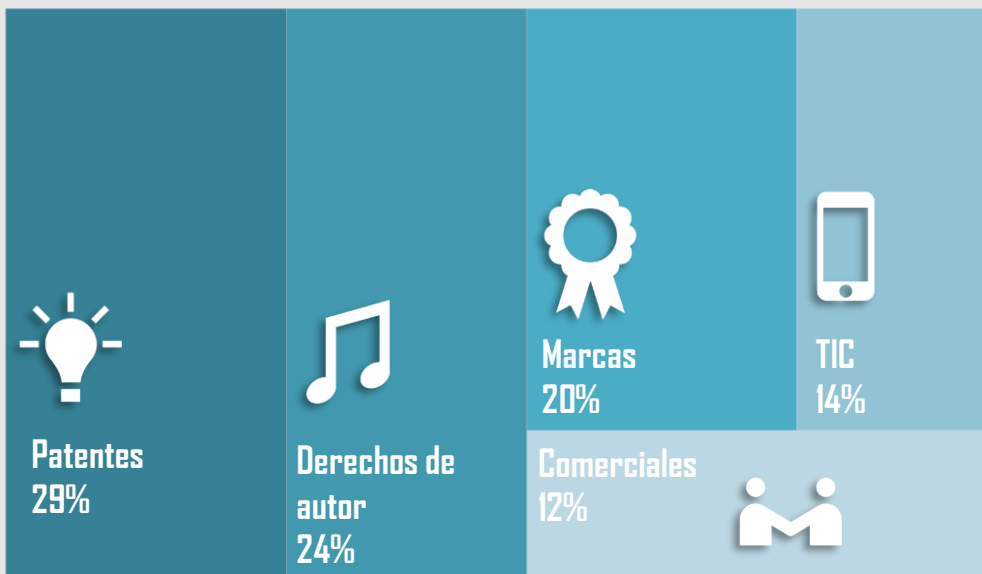 Patentes
29%
Derechos de
autor
24%
Marcas
20%
TIC
14%
Comerciales
12%